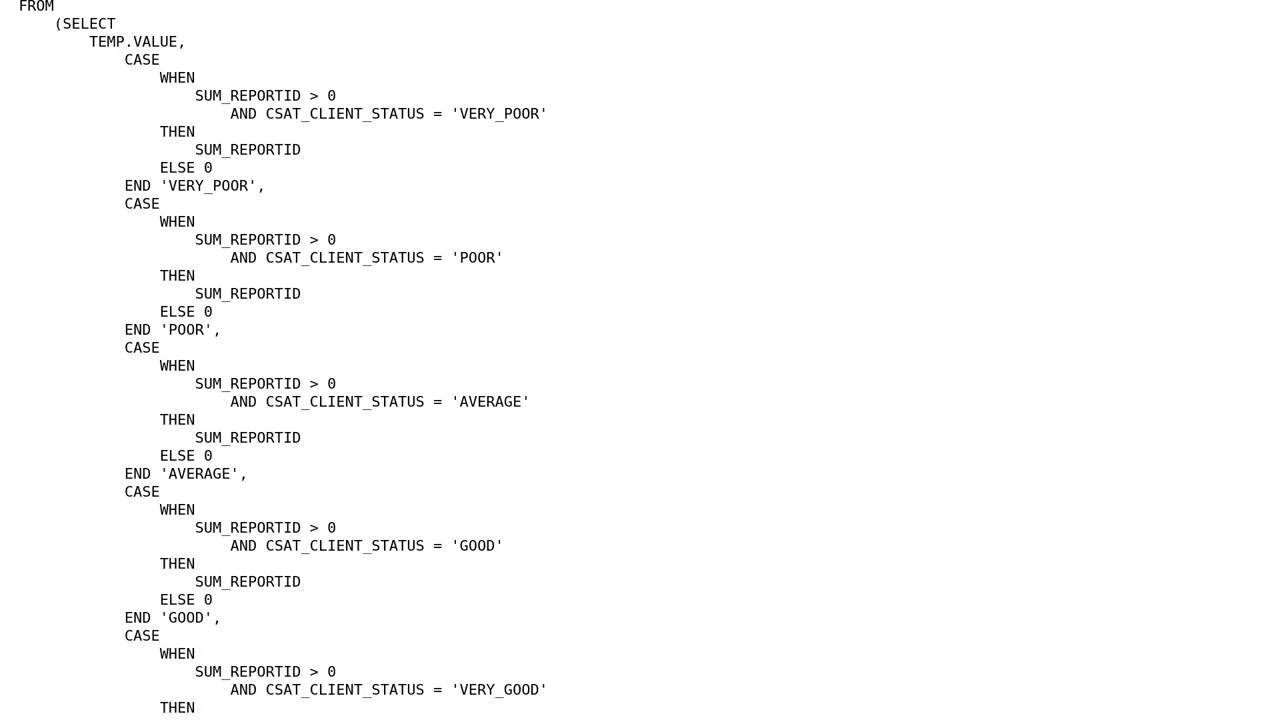 FROM
    (SELECT
        TEMP.VALUE,
            CASE
                WHEN
                    SUM_REPORTID > 0
                        AND CSAT_CLIENT_STATUS = 'VERY_POOR'
                THEN
                    SUM_REPORTID
                ELSE 0
            END 'VERY_POOR',
            CASE
                WHEN
                    SUM_REPORTID > 0
                        AND CSAT_CLIENT_STATUS = 'POOR'
                THEN
                    SUM_REPORTID
                ELSE 0
            END 'POOR',
            CASE
                WHEN
                    SUM_REPORTID > 0
                        AND CSAT_CLIENT_STATUS = 'AVERAGE'
                THEN
                    SUM_REPORTID
                ELSE 0
            END 'AVERAGE',
            CASE
                WHEN
                    SUM_REPORTID > 0
                        AND CSAT_CLIENT_STATUS = 'GOOD'
                THEN
                    SUM_REPORTID
                ELSE 0
            END 'GOOD',
            CASE
                WHEN
                    SUM_REPORTID > 0
                        AND CSAT_CLIENT_STATUS = 'VERY_GOOD'
                THEN